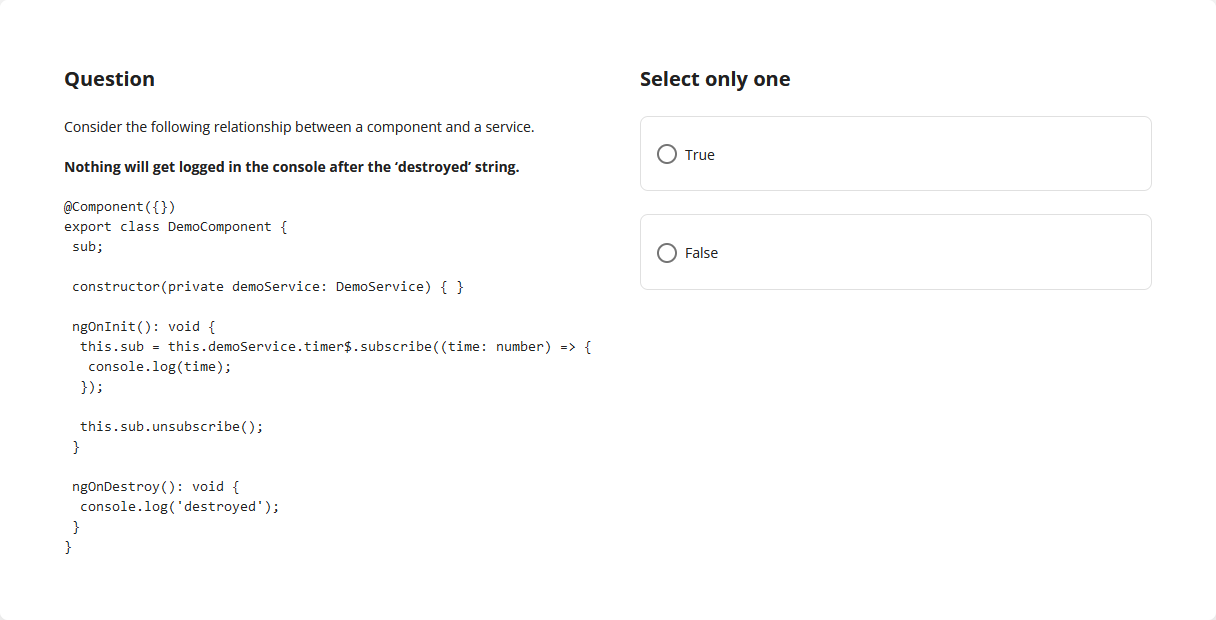 Question
Consider the following relationship between a component and a service.
Nothing will get logged in the console after the ‘destroyed’ string.
@Component({})
export class DemoComponent {
sub;
constructor(private demoService: DemoService) { }
ngOnInit(): void {
this.sub = this.demoService.timer$.subscribe((time: number) => {
console.log(time);
});
this.sub.unsubscribe();
}
ngOnDestroy(): void {
console.log('destroyed');
}
}
Select only one
True
False